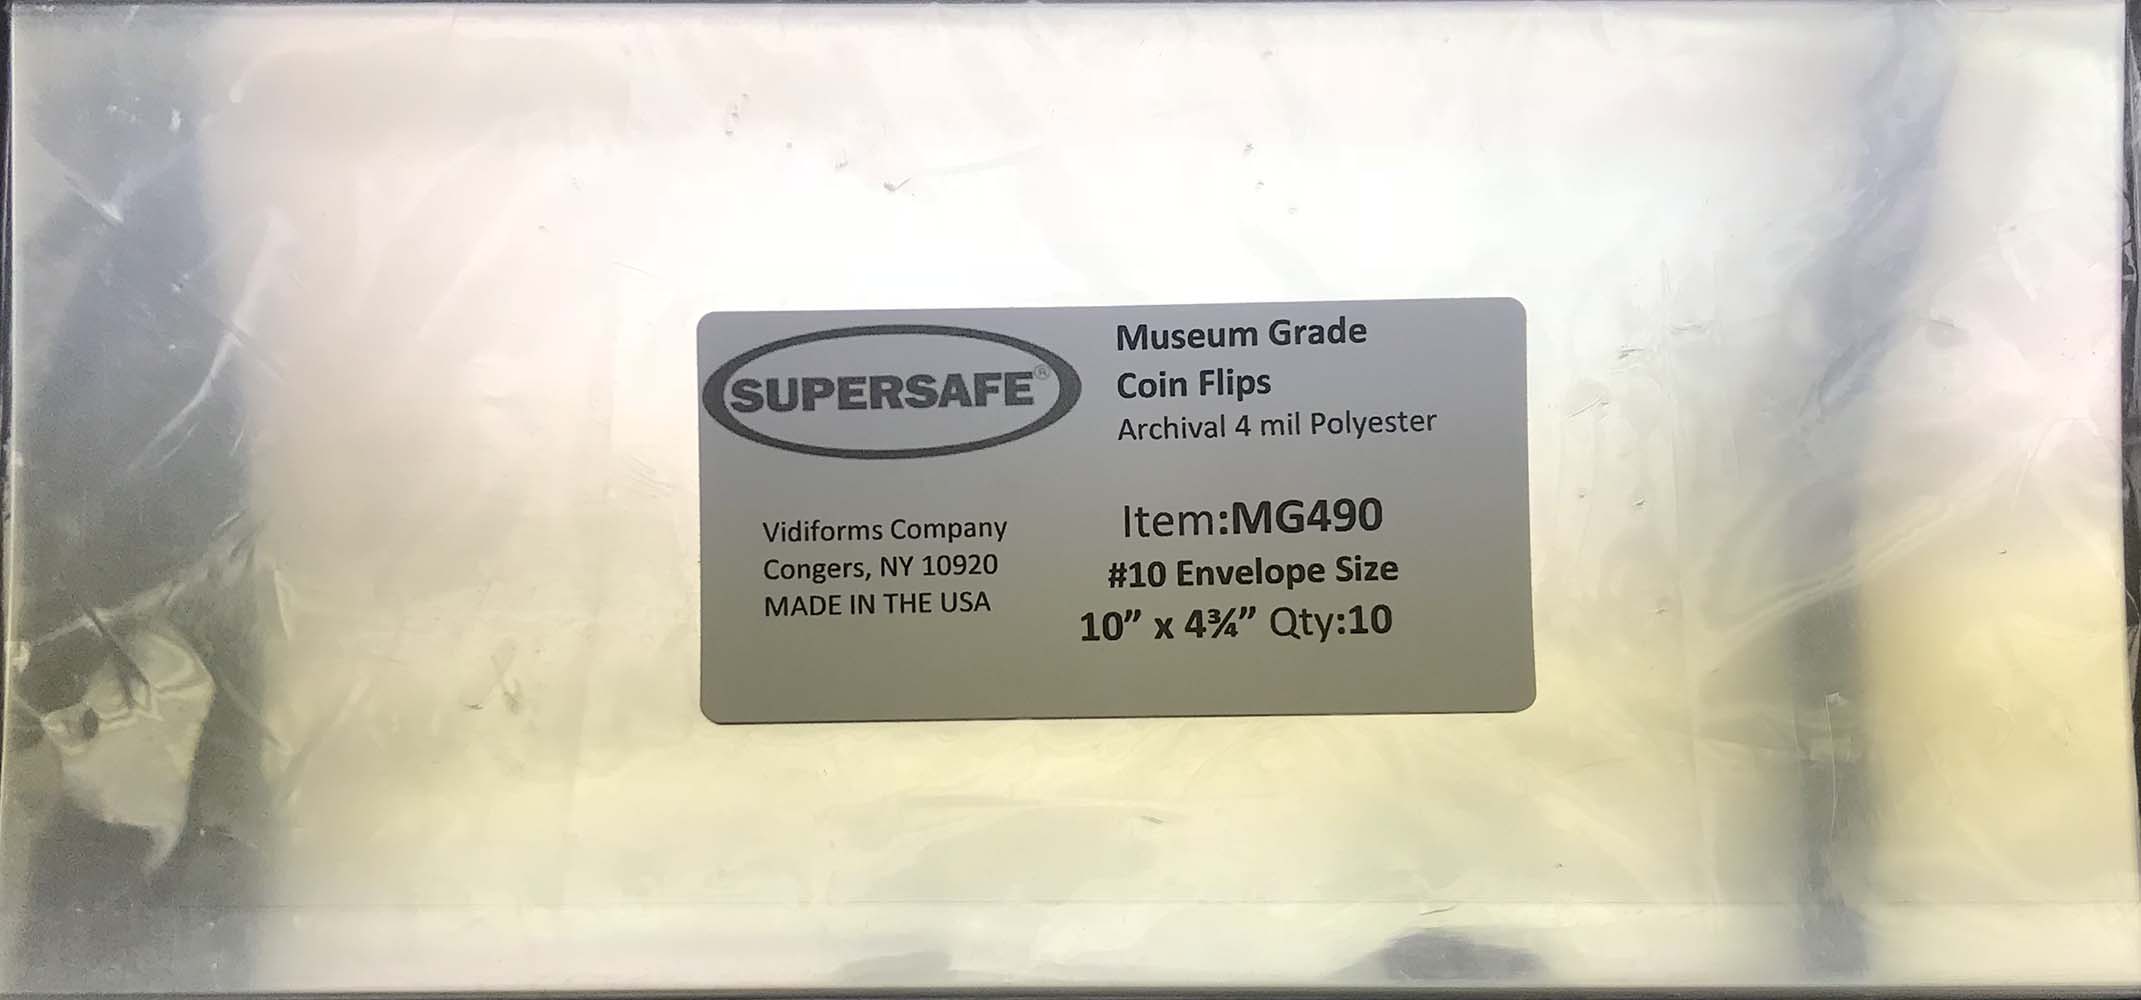 SUPERSAFE®
Museum Grade
Coin Flips
Archival 4 mil Polyester
Vidiforms Company
Congers, NY 10920
MADE IN THE USA
Item:MG490
#10 Envelope Size
10” x 4¾” Qty:10